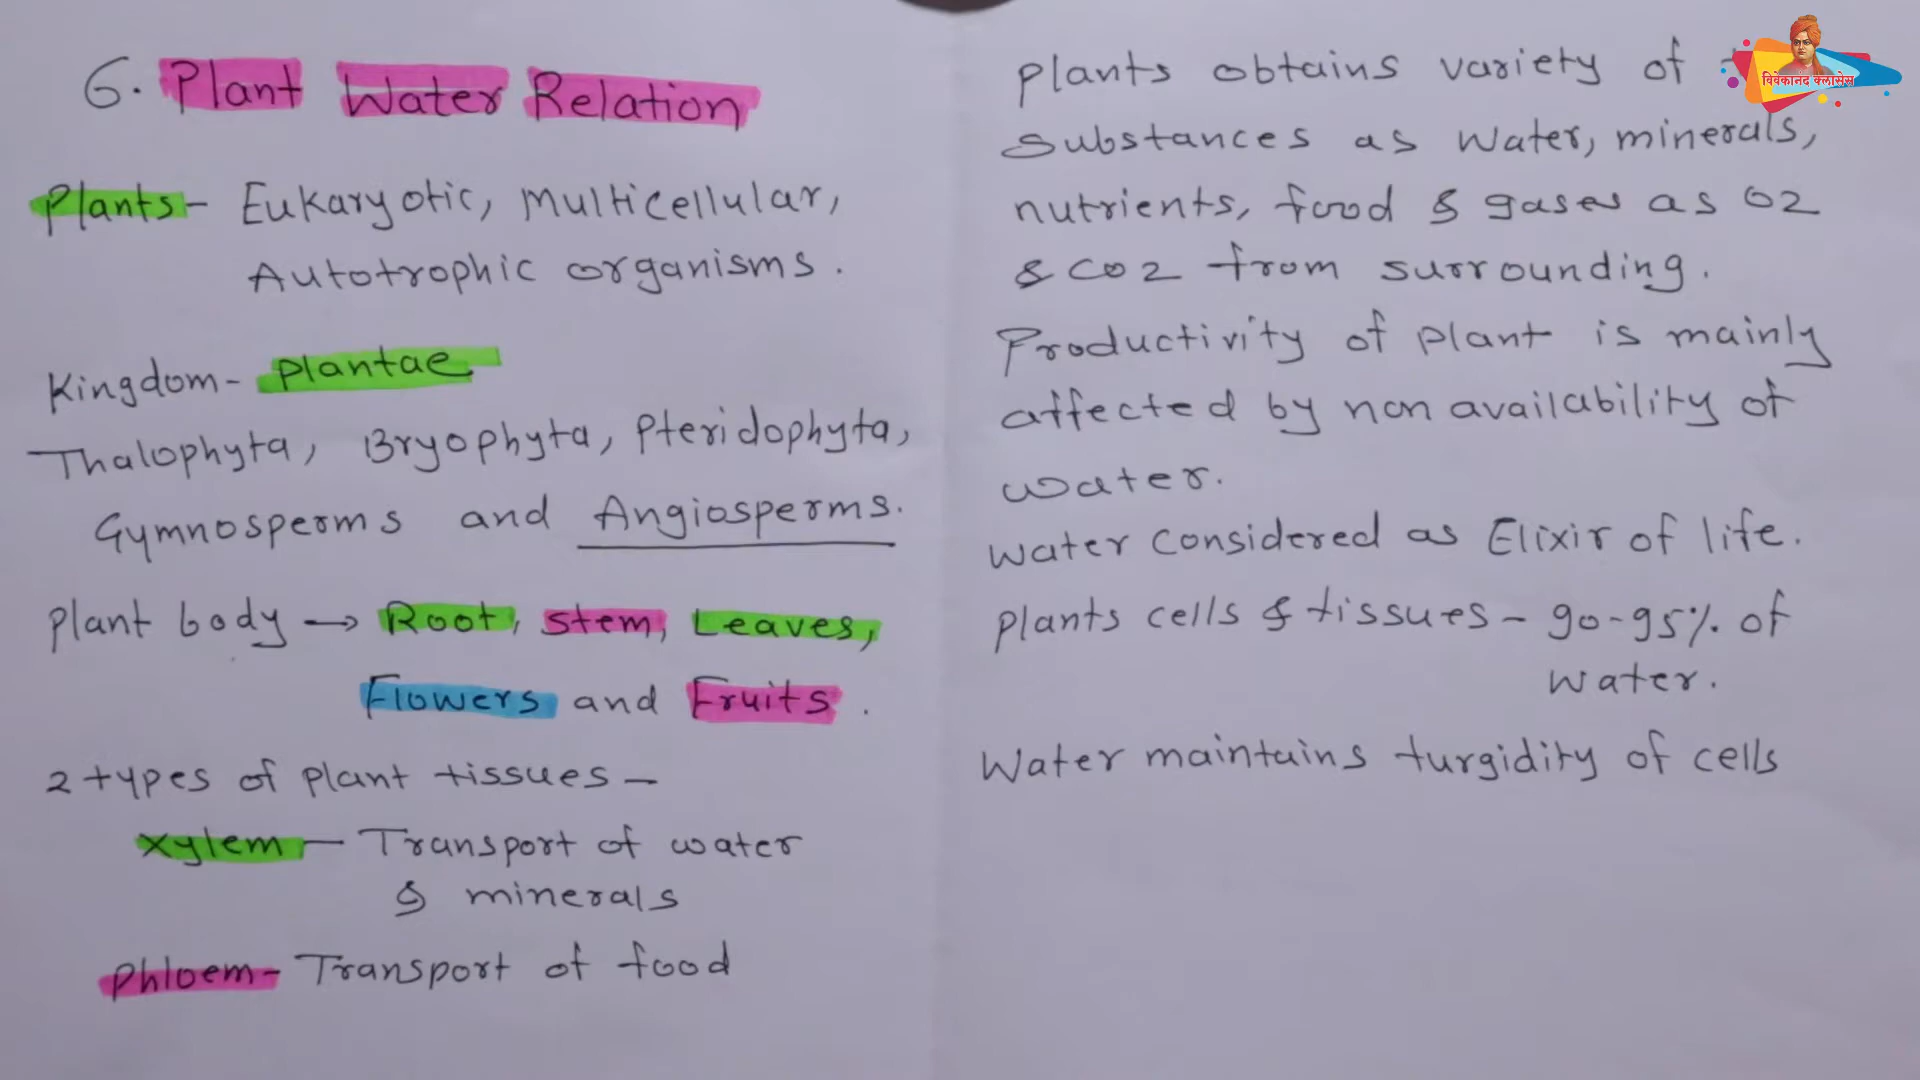 6. Plant Water Relation
Plants - Eukaryotic, Multicellular,
Autotrophic organisms.
Kingdom - Plantae
Thalophyta, Bryophyta, Pteridophyta,
Gymnosperms and Angiosperms.
Plant body → Root, Stem, Leaves,
Flowers and Fruits.
2 types of plant tissues -
Xylem - Transport of water
& minerals
Phloem - Transport of food
Plants obtains variety of
substances as water, minerals,
nutrients, food & gases as O2
& CO2 from surrounding.
Productivity of plant is mainly
affected by non availability of
water.
Water considered as Elixir of life.
Plants cells & tissues - 90-95% of
water.
Water maintains turgidity of cells
विवेकानंद क्लासेस